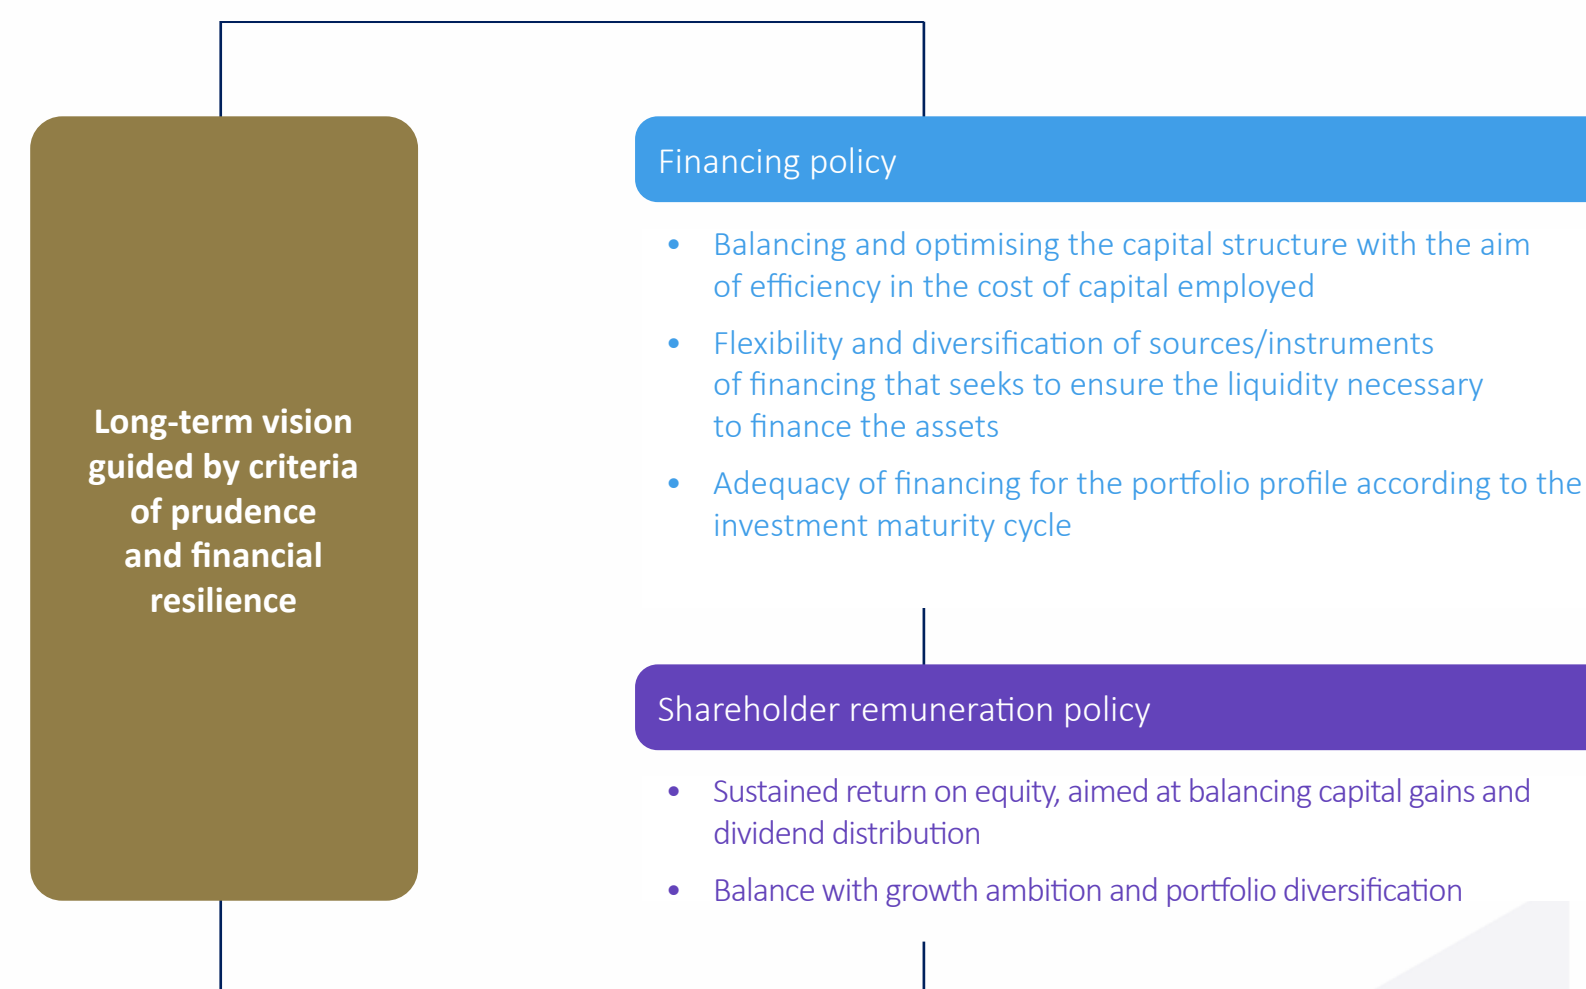 Long-term vision
guided by criteria
of prudence
and financial
resilience
Financing policy
• Balancing and optimising the capital structure with the aim
of efficiency in the cost of capital employed
• Flexibility and diversification of sources/instruments
of financing that seeks to ensure the liquidity necessary
to finance the assets
• Adequacy of financing for the portfolio profile according to the
investment maturity cycle
Shareholder remuneration policy
• Sustained return on equity, aimed at balancing capital gains and
dividend distribution
• Balance with growth ambition and portfolio diversification